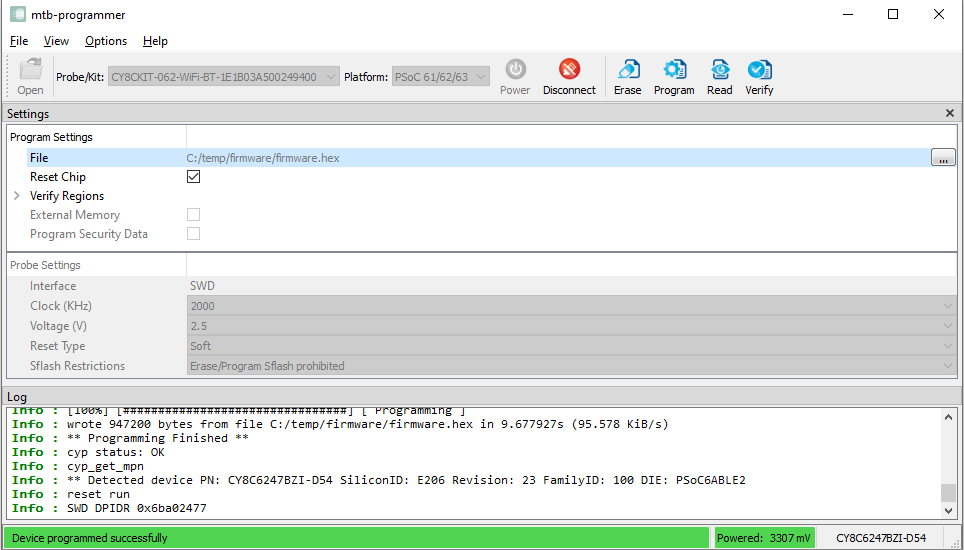 mtb-programmer
File View Options Help
Open Probe/Kit: CY8CKIT-062-WiFi-BT-1E1B03A500249400 Platform: PSoC 61/62/63 Power Disconnect Erase Program Read Verify
Settings
Program Settings
File C:/temp/firmware/firmware.hex ...
Reset Chip
Verify Regions
External Memory
Program Security Data
Probe Settings
Interface SWD
Clock (KHz) 2000
Voltage (V) 2.5
Reset Type Soft
Sflash Restrictions Erase/Program Sflash prohibited
Log
Info : [100%] [################################] [ Programming ]
Info : wrote 947200 bytes from file C:/temp/firmware/firmware.hex in 9.677927s (95.578 KiB/s)
Info : ** Programming Finished **
Info : cyp status: OK
Info : cyp_get_mpn
Info : ** Detected device PN: CY8C6247BZI-D54 SiliconID: E206 Revision: 23 FamilyID: 100 DIE: PSoC6ABLE2
Info : reset run
Info : SWD DPIDR 0x6ba02477
Device programmed successfully Powered: 3307 mV CY8C6247BZI-D54